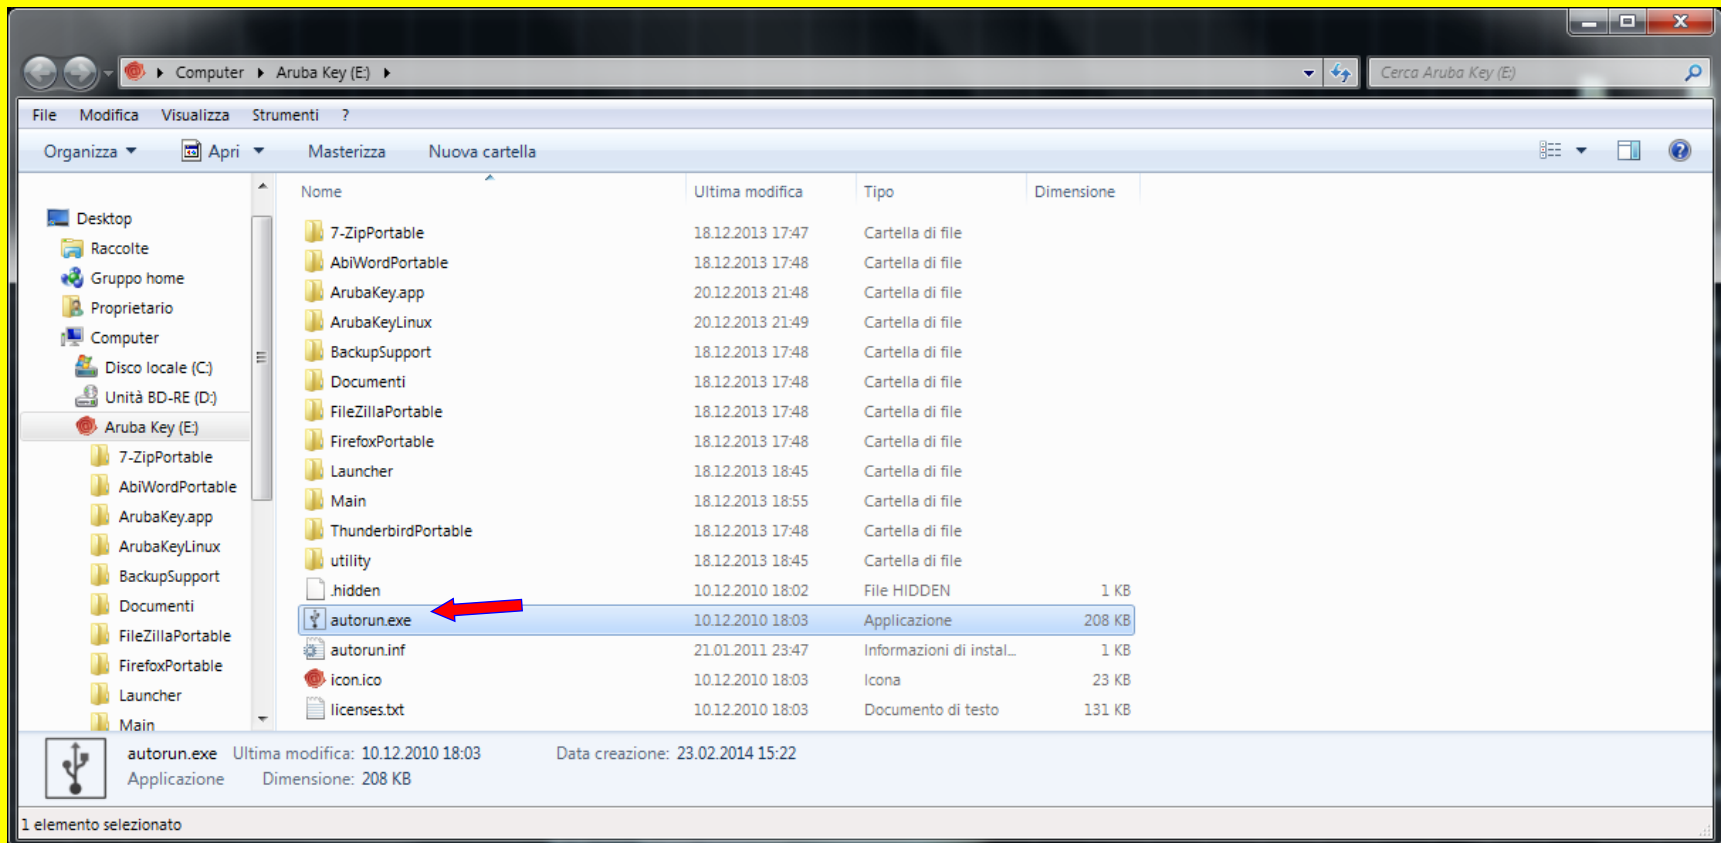 Computer Aruba Key (E:)
Cerca Aruba Key (E:)
File Modifica Visualizza Strumenti ?
Organizza Apri Masterizza Nuova cartella
Nome Ultima modifica Tipo Dimensione
Desktop
Raccolte
Gruppo home
Proprietario
Computer
Disco locale (C:)
Unità BD-RE (D:)
Aruba Key (E:)
7-ZipPortable
AbiWordPortable
ArubaKey.app
ArubaKeyLinux
BackupSupport
Documenti
FileZillaPortable
FirefoxPortable
Launcher
Main
7-ZipPortable 18.12.2013 17:47 Cartella di file
AbiWordPortable 18.12.2013 17:48 Cartella di file
ArubaKey.app 20.12.2013 21:48 Cartella di file
ArubaKeyLinux 20.12.2013 21:49 Cartella di file
BackupSupport 18.12.2013 17:48 Cartella di file
Documenti 18.12.2013 17:48 Cartella di file
FileZillaPortable 18.12.2013 17:48 Cartella di file
FirefoxPortable 18.12.2013 17:48 Cartella di file
Launcher 18.12.2013 18:45 Cartella di file
Main 18.12.2013 18:55 Cartella di file
ThunderbirdPortable 18.12.2013 17:48 Cartella di file
utility 18.12.2013 18:45 Cartella di file
.hidden 10.12.2010 18:02 File HIDDEN 1 KB
autorun.exe 10.12.2010 18:03 Applicazione 208 KB
autorun.inf 21.01.2011 23:47 Informazioni di instal... 1 KB
icon.ico 10.12.2010 18:03 Icona 23 KB
licenses.txt 10.12.2010 18:03 Documento di testo 131 KB
autorun.exe Ultima modifica: 10.12.2010 18:03 Data creazione: 23.02.2014 15:22
Applicazione Dimensione: 208 KB
1 elemento selezionato